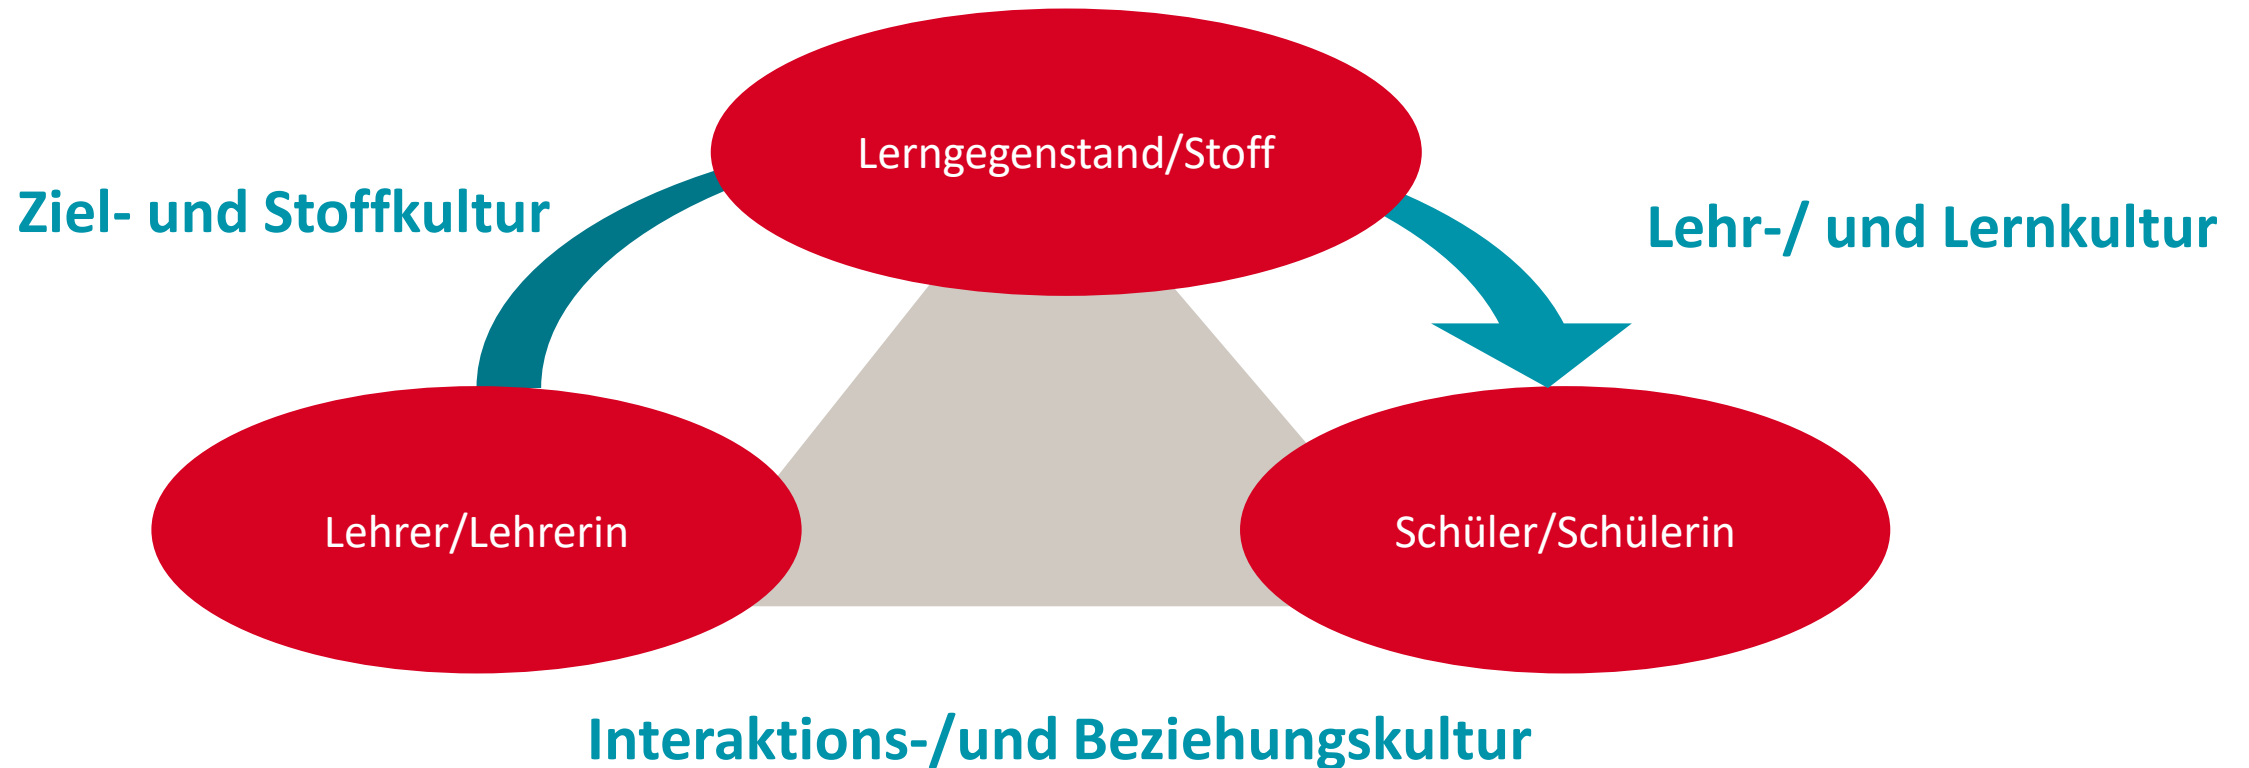 Lerngegenstand/Stoff
Ziel- und Stoffkultur
Lehr-/ und Lernkultur
Lehrer/Lehrerin
Schüler/Schülerin
Interaktions-/und Beziehungskultur